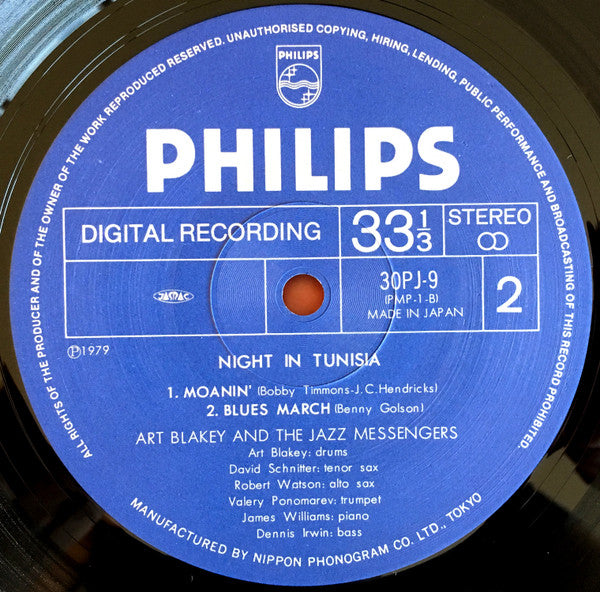 ALL RIGHTS OF THE PRODUCER AND OF THE OWNER OF THE WORK REPRODUCED RESERVED. UNAUTHORISED COPYING, HIRING, LENDING, PUBLIC PERFORMANCE AND BROADCASTING OF THIS RECORD PROHIBITED.
PHILIPS
PHILIPS
DIGITAL RECORDING
33 1/3
STEREO
JASRAC
30PJ-9
(PMP-1-B)
MADE IN JAPAN
2
Ⓟ1979
NIGHT IN TUNISIA
1. MOANIN' (Bobby Timmons-J.C.Hendricks)
2. BLUES MARCH (Benny Golson)
ART BLAKEY AND THE JAZZ MESSENGERS
Art Blakey: drums
David Schnitter: tenor sax
Robert Watson: alto sax
Valery Ponomarev: trumpet
James Williams: piano
Dennis Irwin: bass
MANUFACTURED BY NIPPON PHONOGRAM CO. LTD., TOKYO